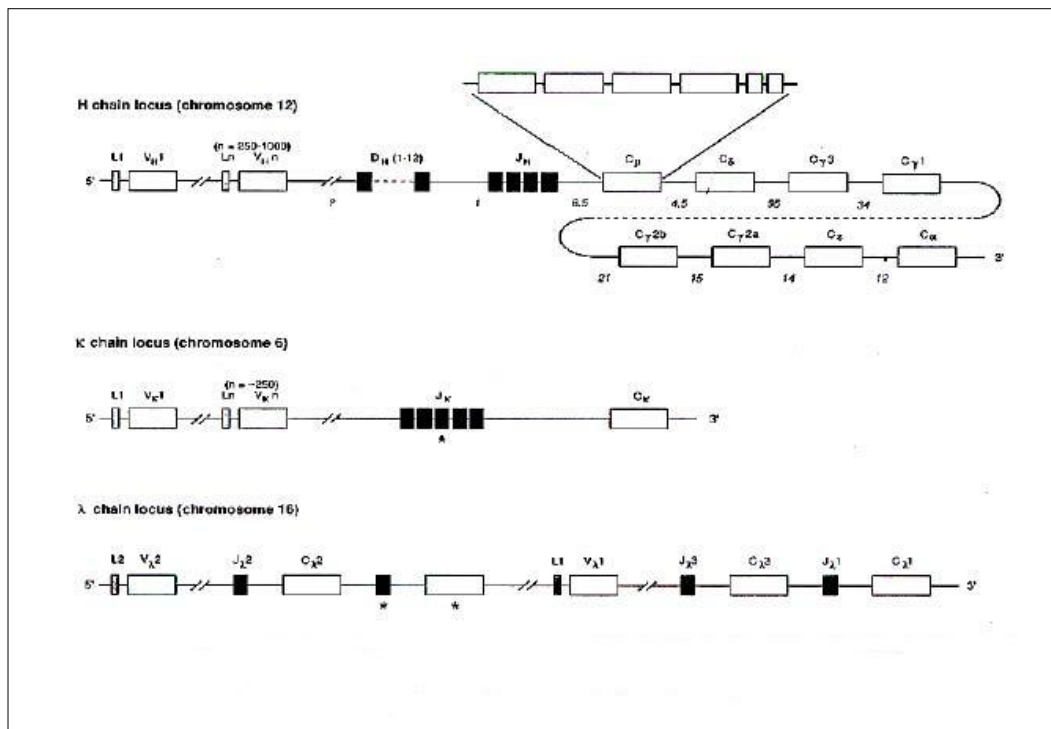 H chain locus (chromosome 12)
(n = 250-1000)
L1 VH1 Ln VHn DH (1-12) JH Cμ Cδ Cγ3 Cγ1
5'
6.5 4.5 55 34
Cγ2b Cγ2a Cε Cα
3'
21 15 14 12
κ chain locus (chromosome 6)
(n = ~250)
L1 Vκ1 Ln Vκn Jκ Cκ
5' 3'
*
λ chain locus (chromosome 16)
L2 Vλ2 Jλ2 Cλ2 L1 Vλ1 Jλ3 Cλ3 Jλ1 Cλ1
5' 3'
* *